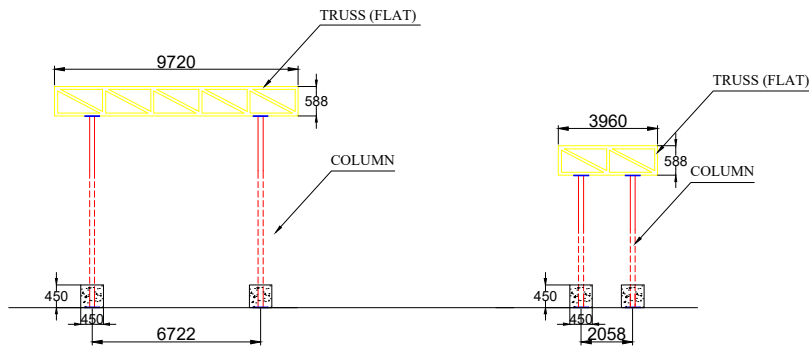 TRUSS (FLAT)
9720
588
TRUSS (FLAT)
3960
588
COLUMN
COLUMN
450
450
6722
450
450
2058